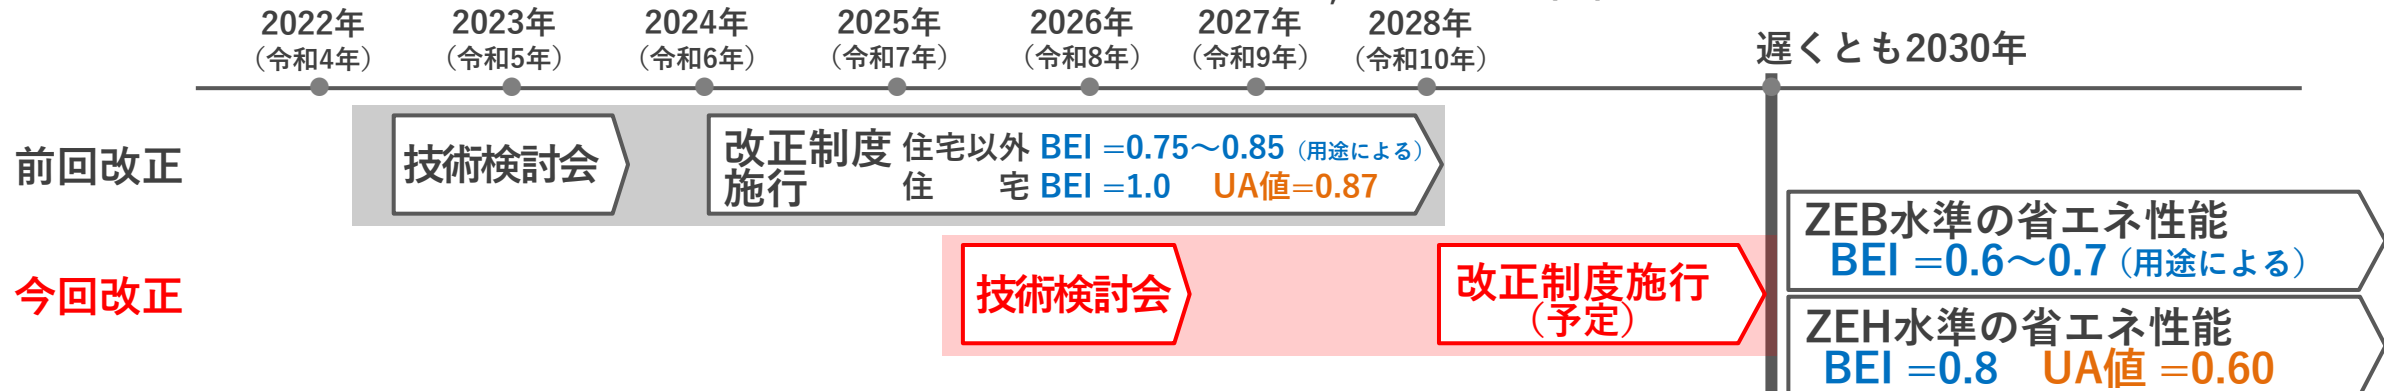 2022年 2023年 2024年 2025年 2026年 2027年 2028年 遅くとも2030年
（令和4年） （令和5年） （令和6年） （令和7年） （令和8年） （令和9年） （令和10年）
前回改正
技術検討会
改正制度
施行
住宅以外 BEI =0.75～0.85（用途による）
住 宅 BEI =1.0 UA値=0.87
今回改正
技術検討会
改正制度施行
（予定）
ZEB水準の省エネ性能
BEI =0.6～0.7（用途による）
ZEH水準の省エネ性能
BEI =0.8 UA値 =0.60